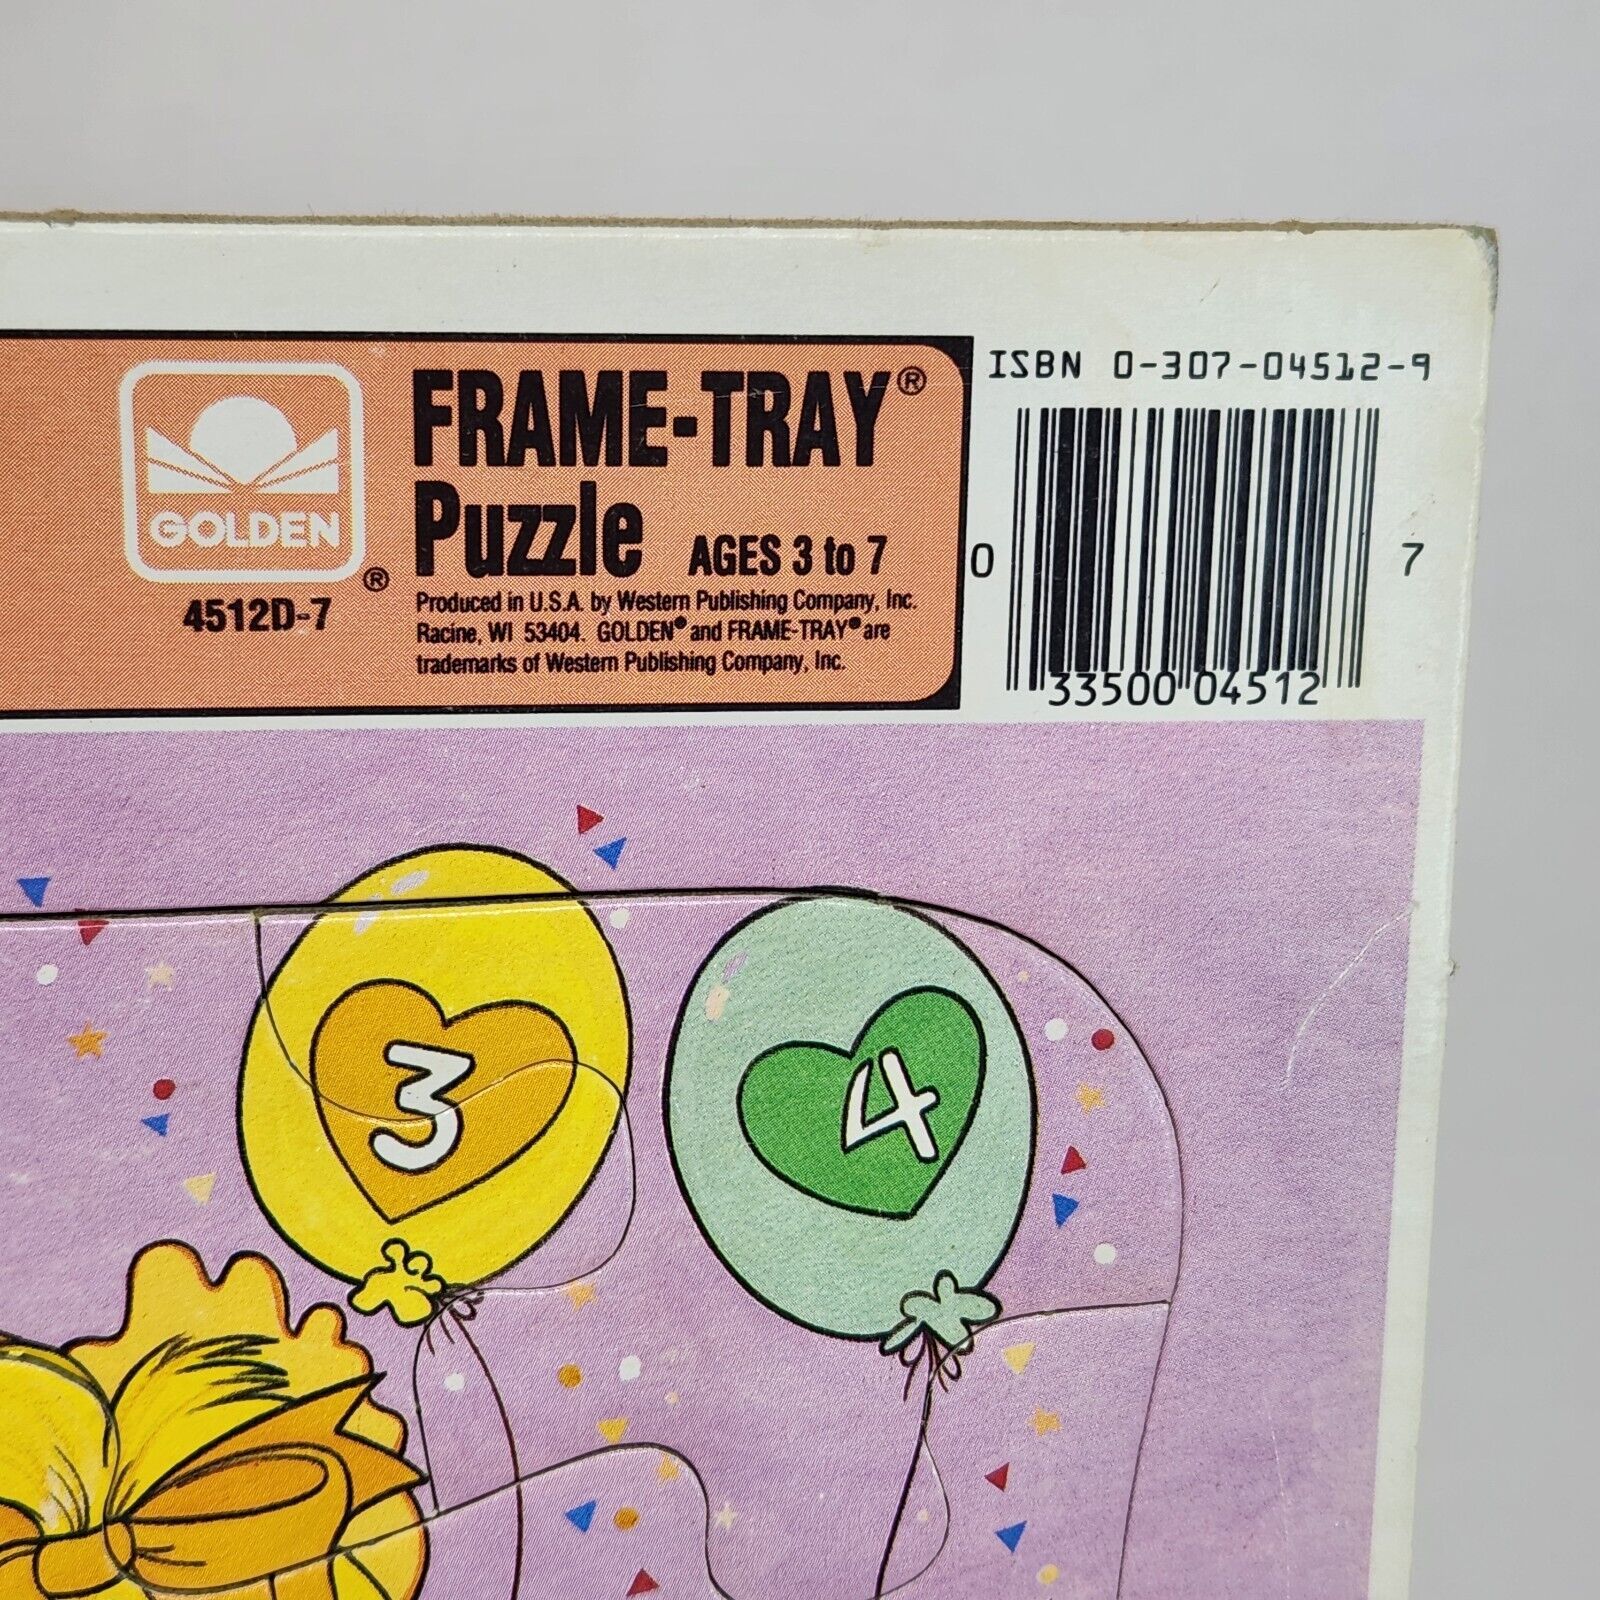 GOLDEN
®
4512D-7
FRAME-TRAY®
Puzzle AGES 3 to 7
Produced in U.S.A. by Western Publishing Company, Inc.
Racine, WI 53404. GOLDEN® and FRAME-TRAY® are
trademarks of Western Publishing Company, Inc.
ISBN 0-307-04512-9
0 33500 04512 7
3
4